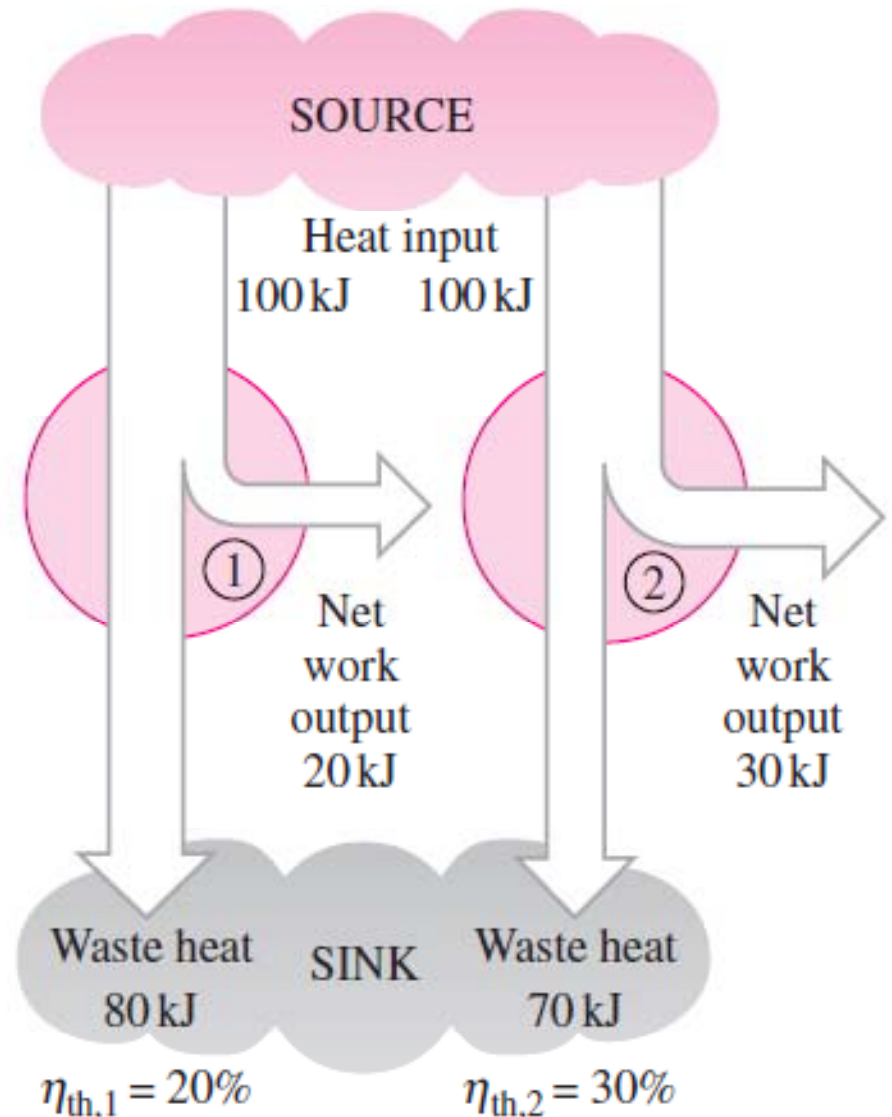 SOURCE
Heat input
100 kJ 100 kJ
1
Net
work
output
20 kJ
2
Net
work
output
30 kJ
Waste heat
80 kJ
SINK
Waste heat
70 kJ
ηth,1 = 20%
ηth,2 = 30%